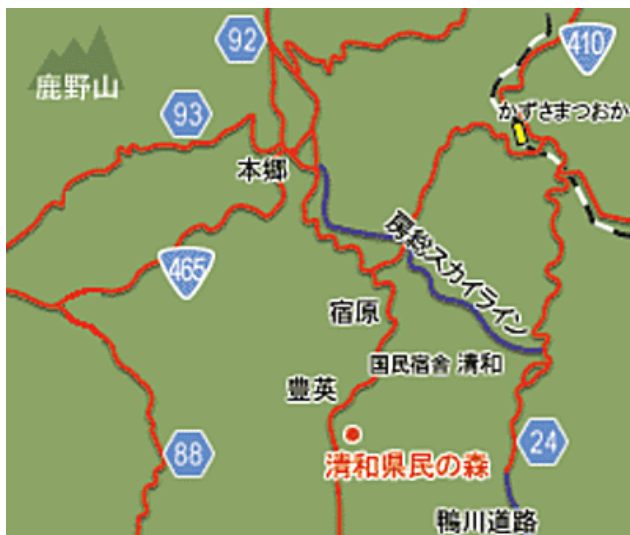 92
410
鹿野山
93
かずさまつおか
本郷
房総スカイライン
465
宿原
国民宿舎 清和
豊英
88
清和県民の森
24
鴨川道路